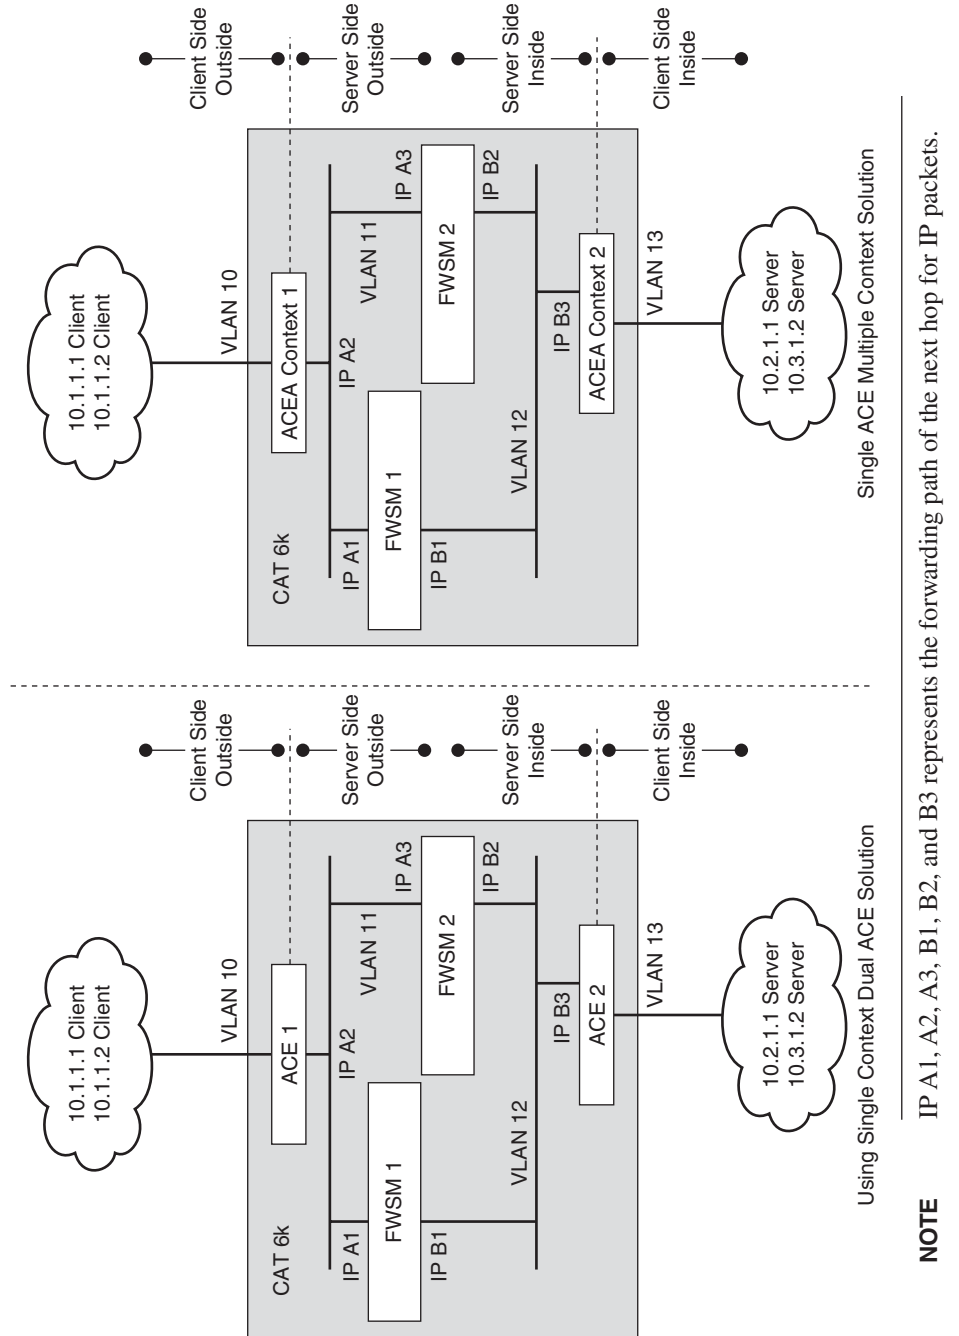 10.1.1.1 Client
10.1.1.2 Client
VLAN 10
CAT 6k
ACE 1
IP A1
IP A2
VLAN 11
IP A3
FWSM 1
FWSM 2
IP B1
VLAN 12
IP B2
IP B3
ACE 2
VLAN 13
10.2.1.1 Server
10.3.1.2 Server
Client Side
Outside
Server Side
Outside
Server Side
Inside
Client Side
Inside
Using Single Context Dual ACE Solution
10.1.1.1 Client
10.1.1.2 Client
VLAN 10
CAT 6k
ACEA Context 1
IP A1
IP A2
VLAN 11
IP A3
FWSM 1
FWSM 2
IP B1
VLAN 12
IP B2
IP B3
ACEA Context 2
VLAN 13
10.2.1.1 Server
10.3.1.2 Server
Client Side
Outside
Server Side
Outside
Server Side
Inside
Client Side
Inside
Single ACE Multiple Context Solution
NOTE IP A1, A2, A3, B1, B2, and B3 represents the forwarding path of the next hop for IP packets.